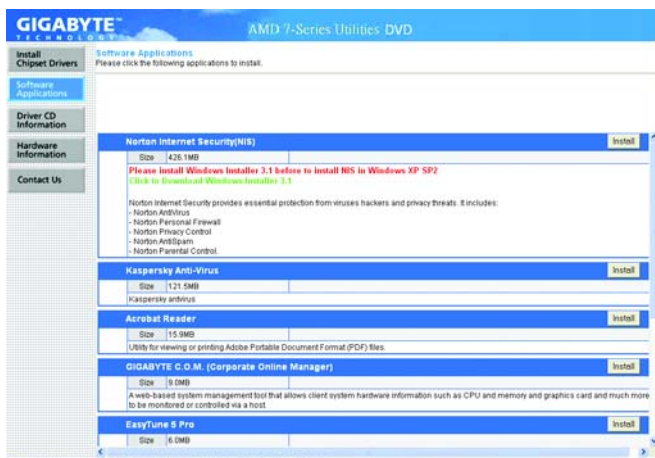 GIGABYTE™
TECHNOLOGY
AMD 7-Series Utilities DVD
Install
Chipset Drivers
Software
Applications
Driver CD
Information
Hardware
Information
Contact Us
Software Applications
Please click the following applications to install.
Norton Internet Security(NIS) Install
Size 426.1MB
Please install Windows Installer 3.1 before to install NIS in Windows XP SP2
Click to Download Windows Installer 3.1
Norton Internet Security provides essential protection from viruses hackers and privacy threats. It includes:
- Norton AntiVirus
- Norton Personal Firewall
- Norton Privacy Control
- Norton AntiSpam
- Norton Parental Control.
Kaspersky Anti-Virus Install
Size 121.5MB
Kaspersky antivirus
Acrobat Reader Install
Size 15.9MB
Utility for viewing or printing Adobe Portable Document Format (PDF) files.
GIGABYTE C.O.M. (Corporate Online Manager) Install
Size 9.0MB
A web-based system management tool that allows client system hardware information such as CPU and memory and graphics card and much more
to be monitored or controlled via a host.
EasyTune 5 Pro Install
Size 6.0MB